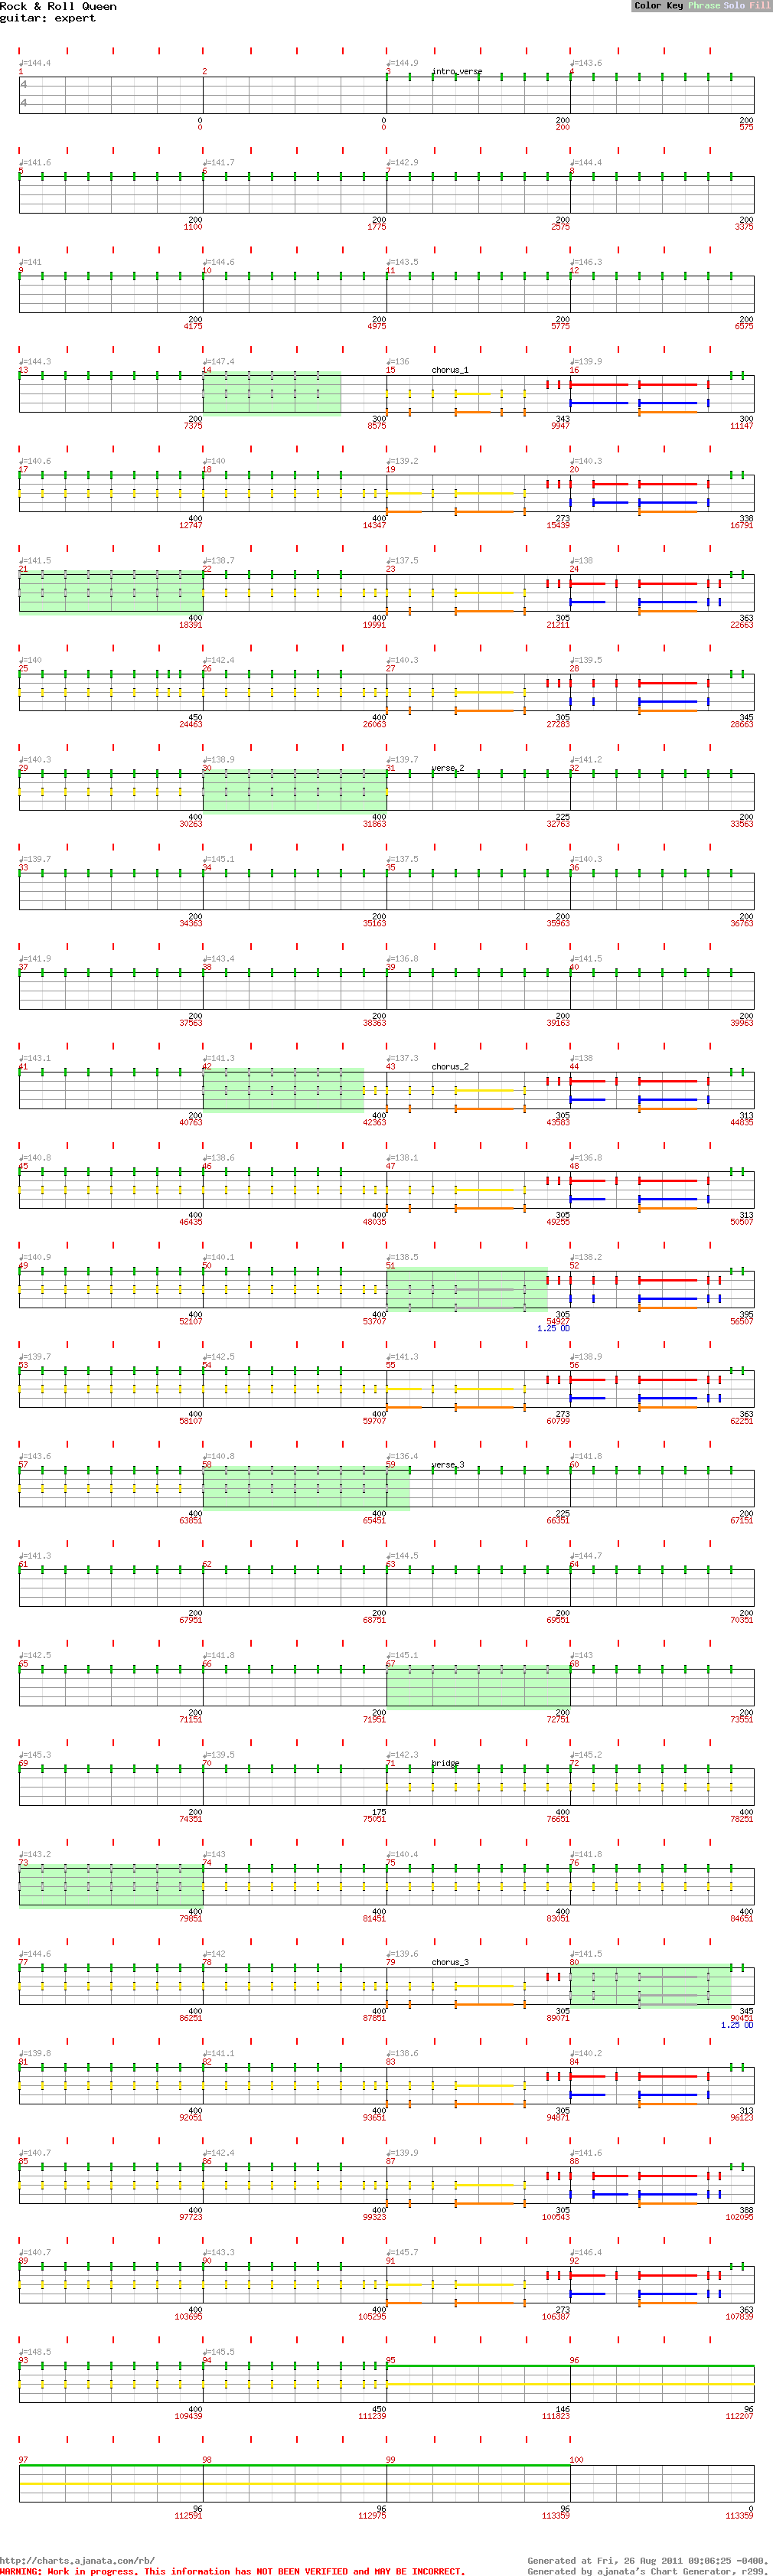 Rock & Roll Queen
Color Key Phrase Solo Fill
guitar: expert
♩=144.4 ♩=144.9 ♩=143.6
1 2 3 intro_verse 4
4
4
0 0 200 200
0 0 200 575
♩=141.6 ♩=141.7 ♩=142.9 ♩=144.4
5 6 7 8
200 200 200 200
1100 1775 2575 3375
♩=141 ♩=144.6 ♩=143.5 ♩=146.3
9 10 11 12
200 200 200 200
4175 4975 5775 6575
♩=144.3 ♩=147.4 ♩=136 ♩=139.9
13 14 15 chorus_1 16
200 300 343 300
7375 8575 9947 11147
♩=140.6 ♩=140 ♩=139.2 ♩=140.3
17 18 19 20
400 400 273 338
12747 14347 15439 16791
♩=141.5 ♩=138.7 ♩=137.5 ♩=138
21 22 23 24
400 400 305 363
18391 19991 21211 22663
♩=140 ♩=142.4 ♩=140.3 ♩=139.5
25 26 27 28
450 400 305 345
24463 26063 27283 28663
♩=140.3 ♩=138.9 ♩=139.7 ♩=141.2
29 30 31 verse_2 32
400 400 225 200
30263 31863 32763 33563
♩=139.7 ♩=145.1 ♩=137.5 ♩=140.3
33 34 35 36
200 200 200 200
34363 35163 35963 36763
♩=141.9 ♩=143.4 ♩=136.8 ♩=141.5
37 38 39 40
200 200 200 200
37563 38363 39163 39963
♩=143.1 ♩=141.3 ♩=137.3 ♩=138
41 42 43 chorus_2 44
200 400 305 313
40763 42363 43583 44835
♩=140.8 ♩=138.6 ♩=138.1 ♩=136.8
45 46 47 48
400 400 305 313
46435 48035 49255 50507
♩=140.9 ♩=140.1 ♩=138.5 ♩=138.2
49 50 51 52
400 400 305 395
52107 53707 54927 56507
1.25 OD
♩=139.7 ♩=142.5 ♩=141.3 ♩=138.9
53 54 55 56
400 400 273 363
58107 59707 60799 62251
♩=143.6 ♩=140.8 ♩=136.4 ♩=141.8
57 58 59 verse_3 60
400 400 225 200
63851 65451 66351 67151
♩=141.3 ♩=144.5 ♩=144.7
61 62 63 64
200 200 200 200
67951 68751 69551 70351
♩=142.5 ♩=141.8 ♩=145.1 ♩=143
65 66 67 68
200 200 200 200
71151 71951 72751 73551
♩=145.3 ♩=139.5 ♩=142.3 ♩=145.2
69 70 71 bridge 72
200 175 400 400
74351 75051 76651 78251
♩=143.2 ♩=143 ♩=140.4 ♩=141.8
73 74 75 76
400 400 400 400
79851 81451 83051 84651
♩=144.6 ♩=142 ♩=139.6 ♩=141.5
77 78 79 chorus_3 80
400 400 305 345
86251 87851 89071 90451
1.25 OD
♩=139.8 ♩=141.1 ♩=138.6 ♩=140.2
81 82 83 84
400 400 305 313
92051 93651 94871 96123
♩=140.7 ♩=142.4 ♩=139.9 ♩=141.6
85 86 87 88
400 400 305 388
97723 99323 100543 102095
♩=140.7 ♩=143.3 ♩=145.7 ♩=146.4
89 90 91 92
400 400 273 363
103695 105295 106387 107839
♩=148.5 ♩=145.5
93 94 95 96
400 450 146 96
109439 111239 111823 112207
97 98 99 100
96 96 96 0
112591 112975 113359 113359
http://charts.ajanata.com/rb/ Generated at Fri, 26 Aug 2011 09:06:25 -0400.
WARNING: Work in progress. This information has NOT BEEN VERIFIED and MAY BE INCORRECT. Generated by ajanata's Chart Generator, r299.